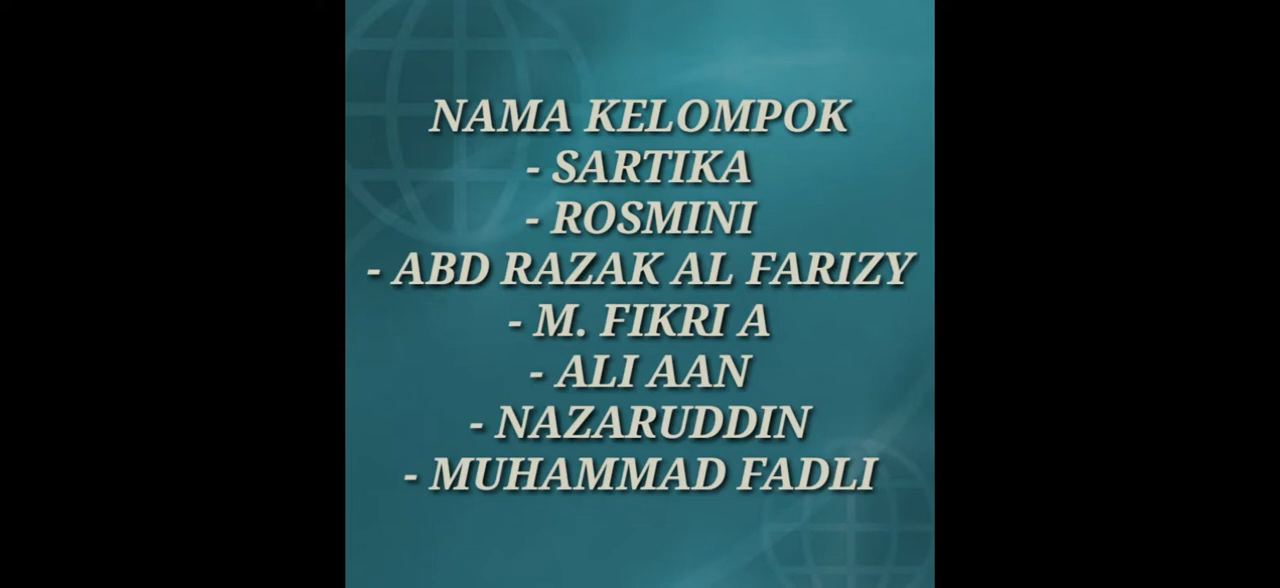 NAMA KELOMPOK
- SARTIKA
- ROSMINI
- ABD RAZAK AL FARIZY
- M. FIKRI A
- ALI AAN
- NAZARUDDIN
- MUHAMMAD FADLI